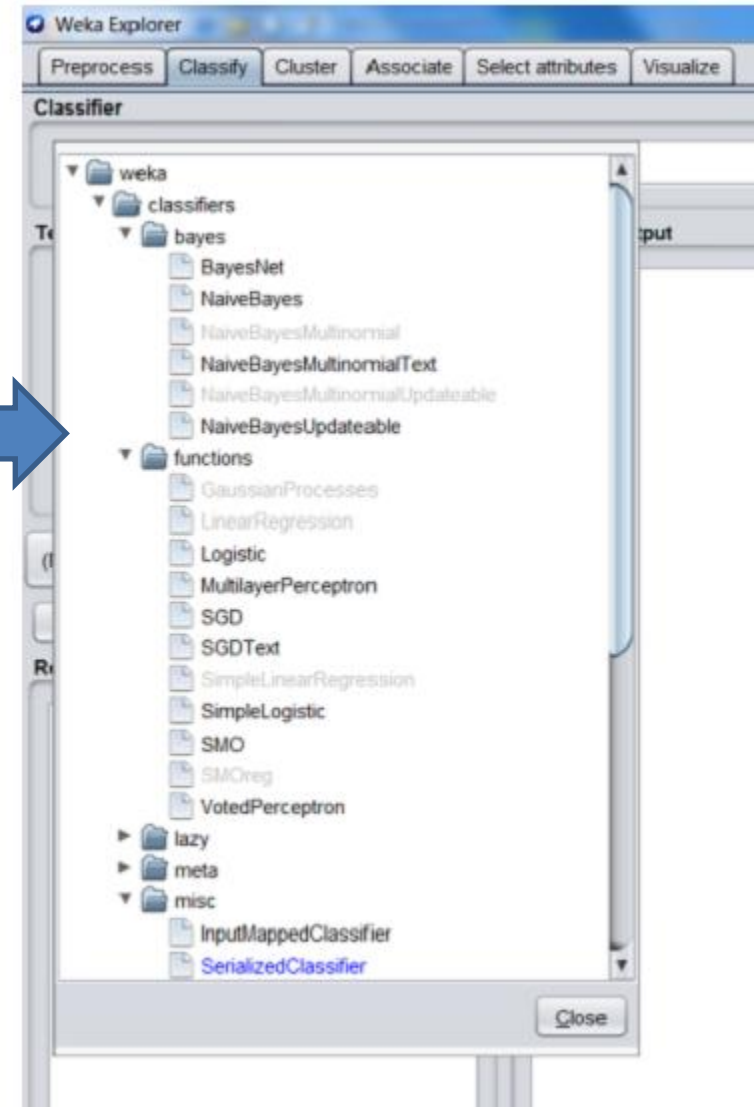 Weka Explorer
Preprocess Classify Cluster Associate Select attributes Visualize
Classifier
weka
classifiers
bayes
BayesNet
NaiveBayes
NaiveBayesMultinomial
NaiveBayesMultinomialText
NaiveBayesMultinomialUpdateable
NaiveBayesUpdateable
functions
GaussianProcesses
LinearRegression
Logistic
MultilayerPerceptron
SGD
SGDText
SimpleLinearRegression
SimpleLogistic
SMO
SMOreg
VotedPerceptron
lazy
meta
misc
InputMappedClassifier
SerializedClassifier
Close